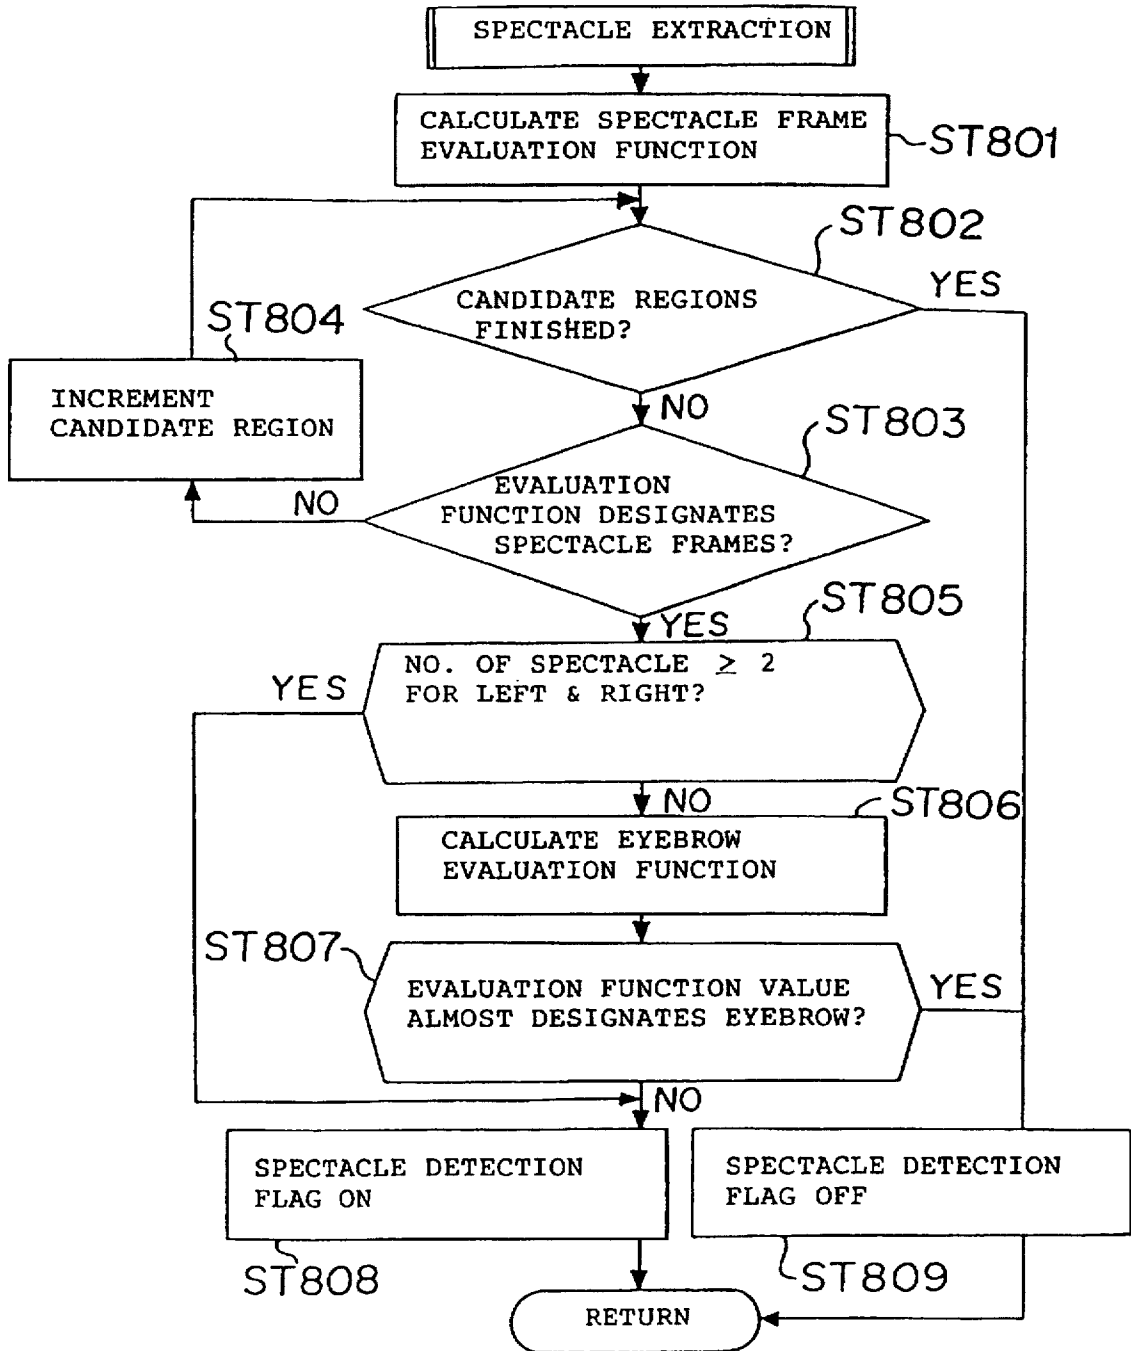 SPECTACLE EXTRACTION
CALCULATE SPECTACLE FRAME
EVALUATION FUNCTION
ST801
ST802
CANDIDATE REGIONS
FINISHED?
YES
ST804
INCREMENT
CANDIDATE REGION
NO
ST803
EVALUATION
FUNCTION DESIGNATES
SPECTACLE FRAMES?
NO
YES
ST805
NO. OF SPECTACLE ≥ 2
FOR LEFT & RIGHT?
YES
NO
ST806
CALCULATE EYEBROW
EVALUATION FUNCTION
ST807
EVALUATION FUNCTION VALUE
ALMOST DESIGNATES EYEBROW?
YES
NO
SPECTACLE DETECTION
FLAG ON
ST808
SPECTACLE DETECTION
FLAG OFF
ST809
RETURN